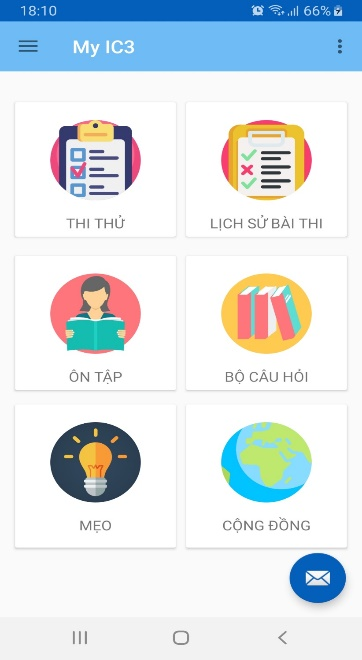 18:10 66%
My IC3
THI THỬ
LỊCH SỬ BÀI THI
ÔN TẬP
BỘ CÂU HỎI
MẸO
CỘNG ĐỒNG